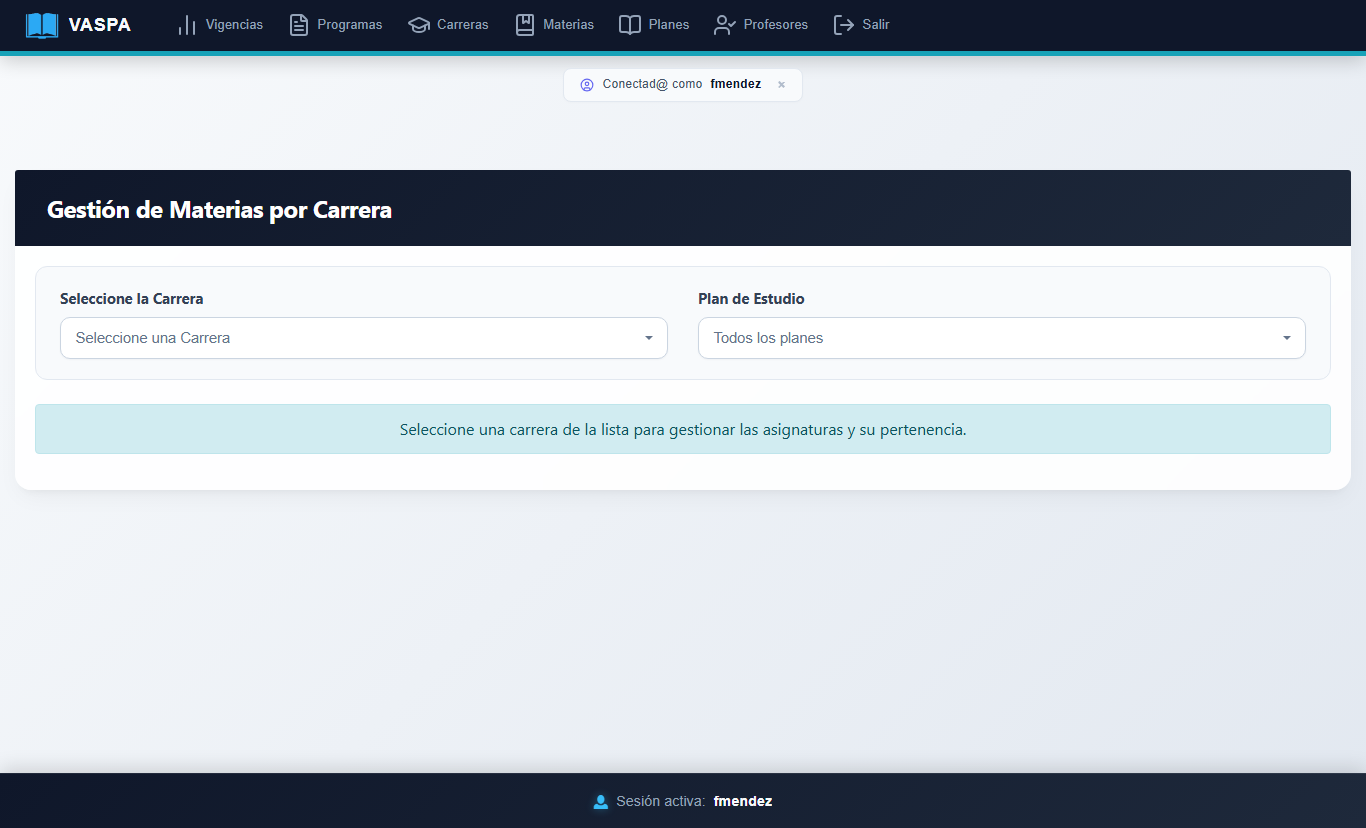 VASPA Vigencias Programas Carreras Materias Planes Profesores Salir
Conectad@ como fmendez ×
Gestión de Materias por Carrera
Seleccione la Carrera Plan de Estudio
Seleccione una Carrera Todos los planes
Seleccione una carrera de la lista para gestionar las asignaturas y su pertenencia.
Sesión activa: fmendez